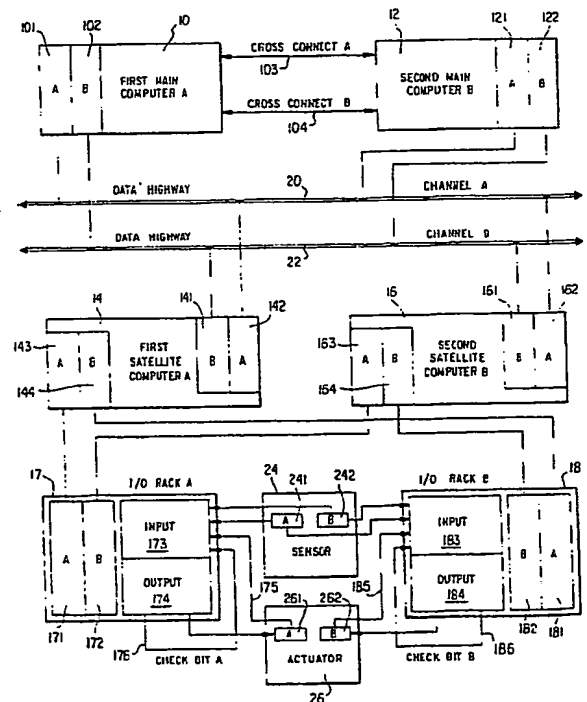 101
102
10
12
121
122
A
B
FIRST MAIN
COMPUTER A
CROSS CONNECT A
103
CROSS CONNECT B
104
SECOND MAIN
COMPUTER B
A
B
DATA HIGHWAY
20
CHANNEL A
DATA HIGHWAY
22
CHANNEL B
14
141
142
143
A
B
144
FIRST
SATELLITE
COMPUTER A
B
A
16
161
162
163
A
B
164
SECOND
SATELLITE
COMPUTER B
B
A
17
I/O RACK A
A
B
INPUT
173
OUTPUT
174
171
172
176
CHECK BIT A
175
24
241
242
A
B
SENSOR
261
262
A
B
ACTUATOR
26
185
I/O RACK B
18
INPUT
183
OUTPUT
184
B
A
182
181
186
CHECK BIT B